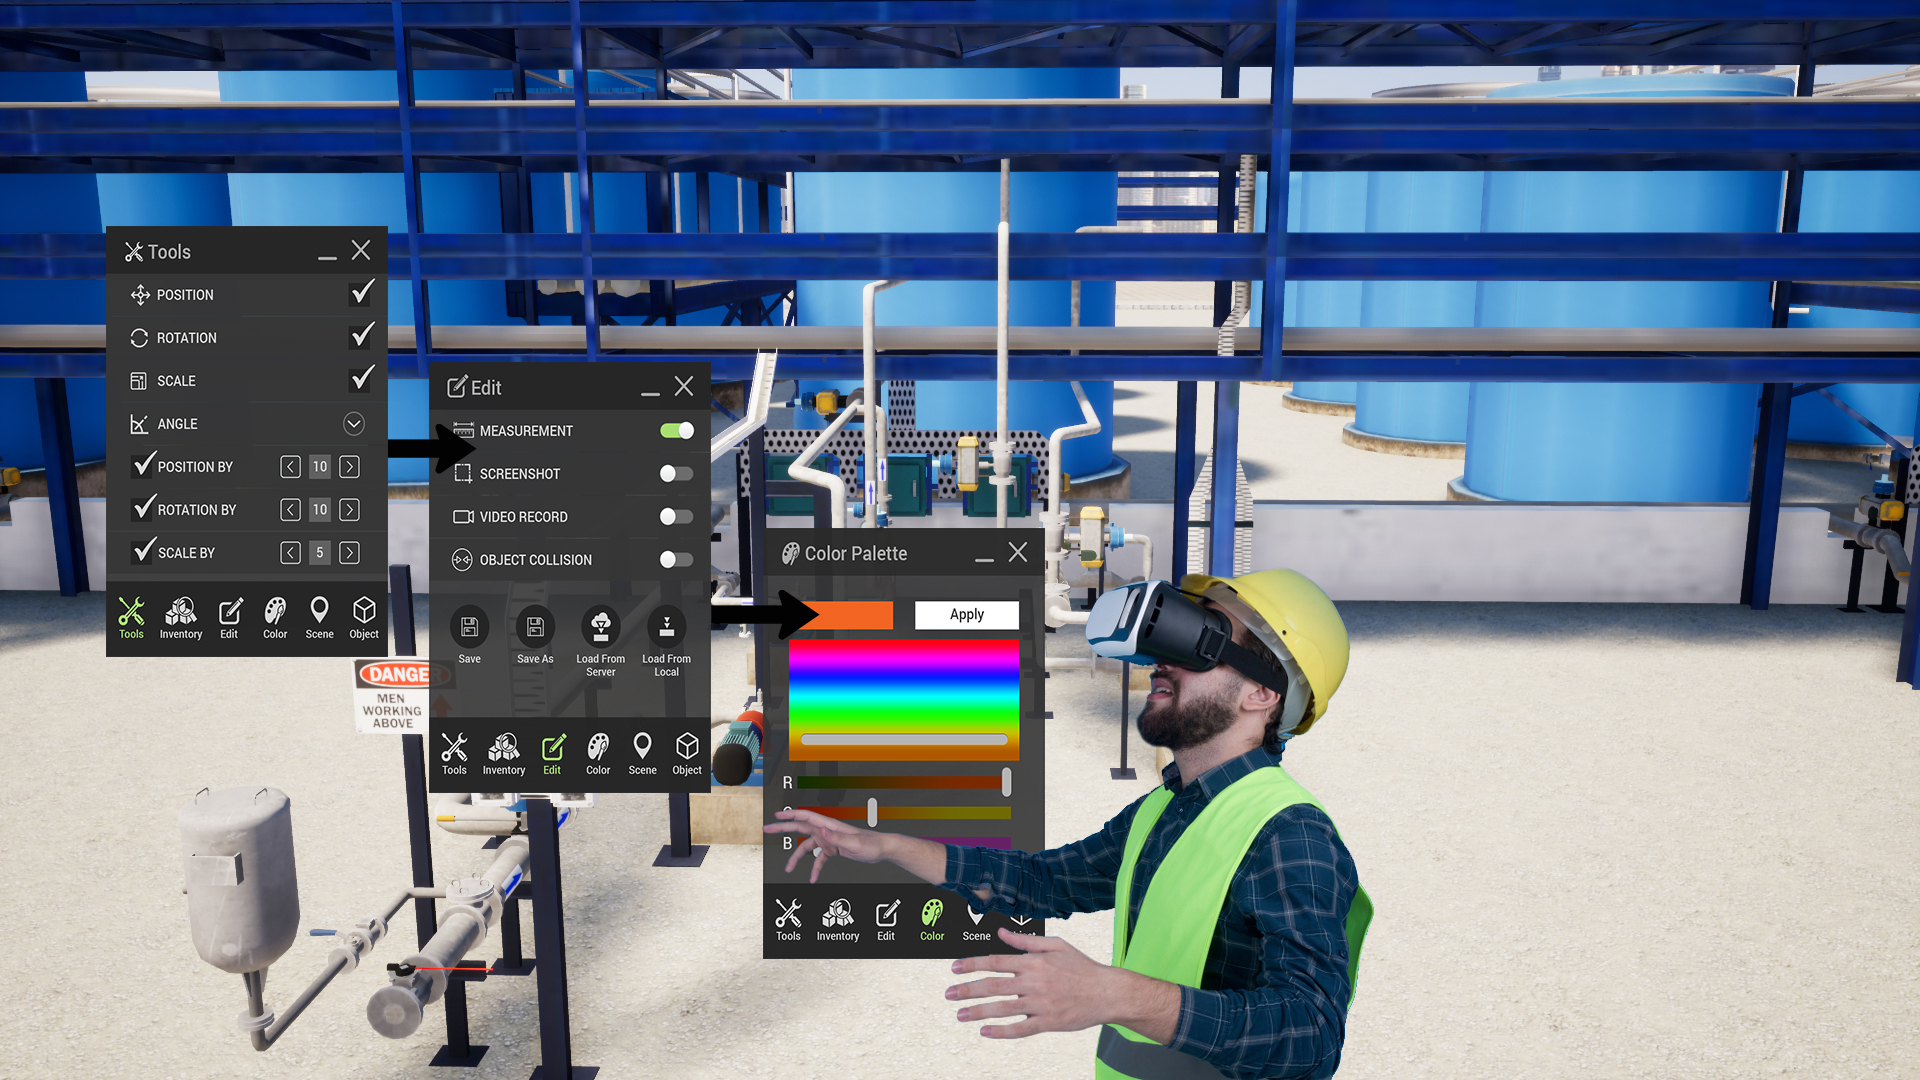 Tools
POSITION
ROTATION
SCALE
ANGLE
POSITION BY 10
ROTATION BY 10
SCALE BY 5
Tools Inventory Edit Color Scene Object
DANGER
MEN
WORKING
ABOVE
Edit
MEASUREMENT
SCREENSHOT
VIDEO RECORD
OBJECT COLLISION
Save Save As Load From Server Load From Local
Tools Inventory Edit Color Scene Object
Color Palette
Apply
R
B
Tools Inventory Edit Color Scene